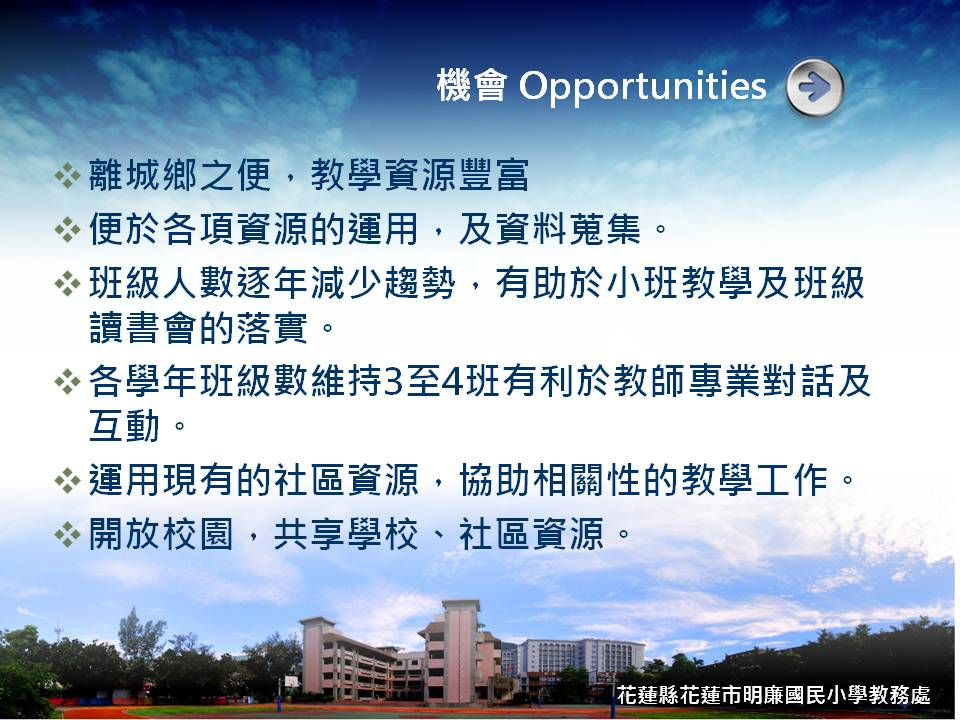 機會 Opportunities
離城鄉之便，教學資源豐富
便於各項資源的運用，及資料蒐集。
班級人數逐年減少趨勢，有助於小班教學及班級
讀書會的落實。
各學年班級數維持3至4班有利於教師專業對話及
互動。
運用現有的社區資源，協助相關性的教學工作。
開放校園，共享學校、社區資源。
花蓮縣花蓮市明廉國民小學教務處